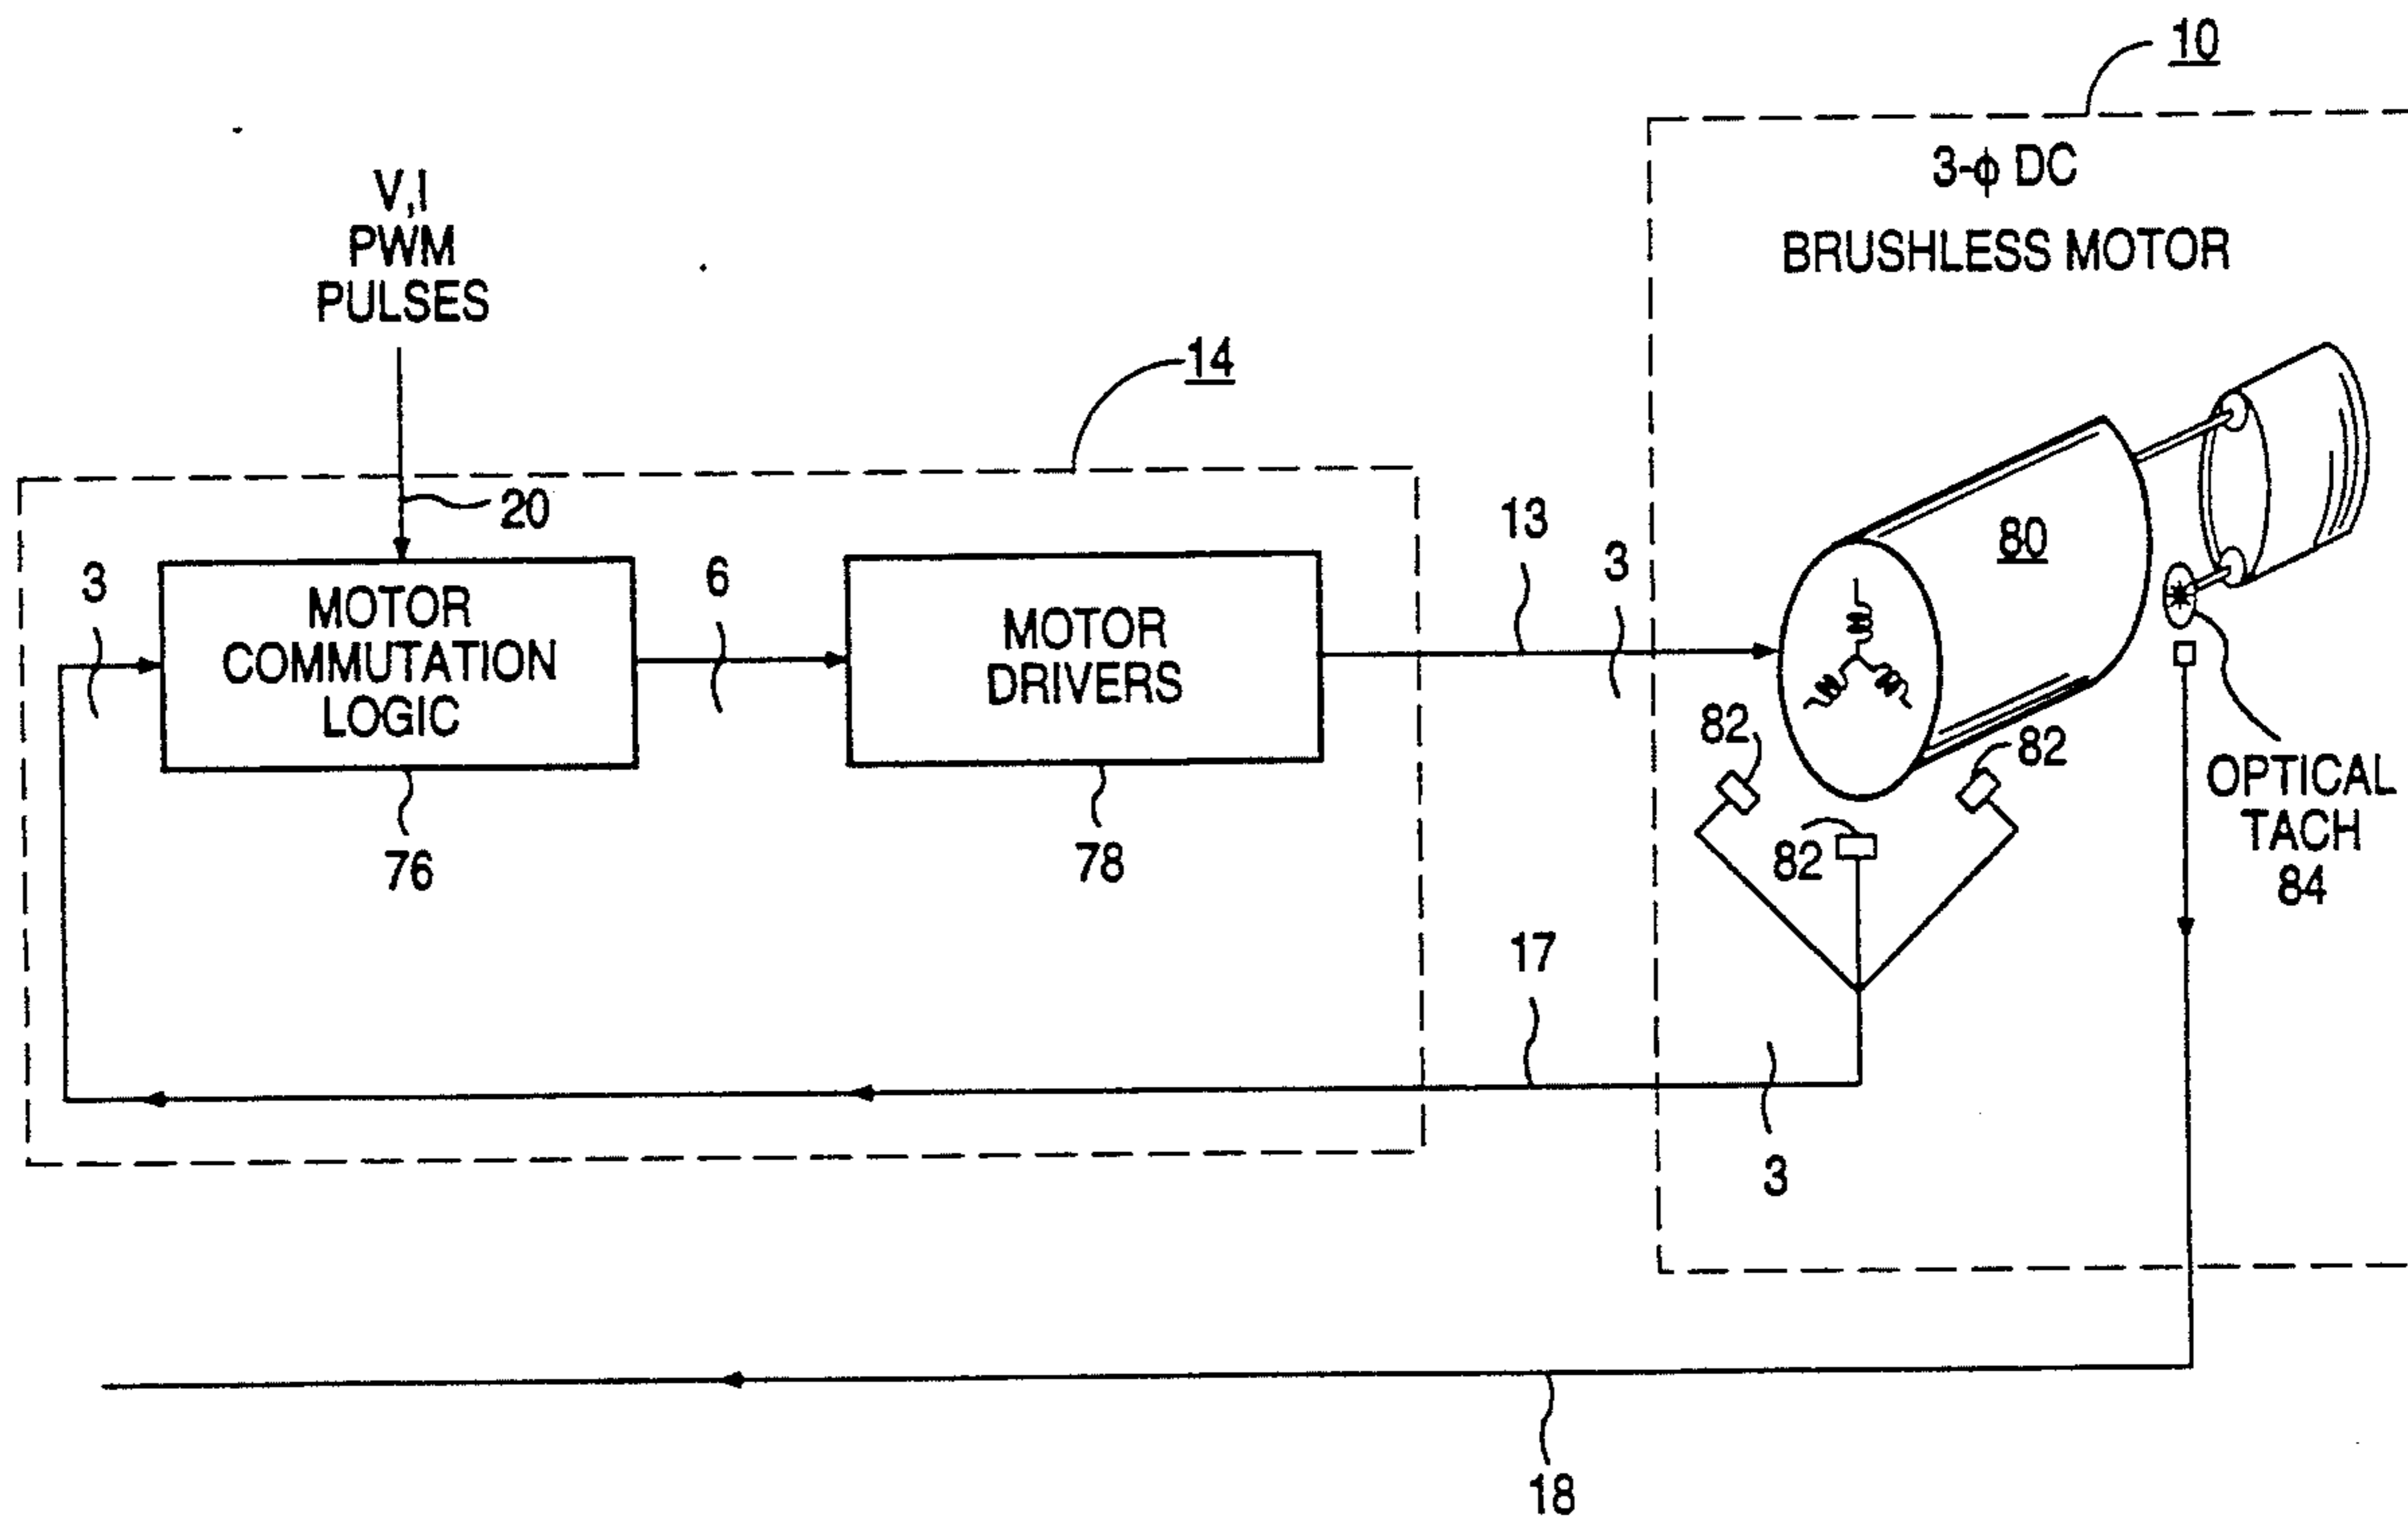 10
3-ϕ DC
BRUSHLESS MOTOR
V,I
PWM
PULSES
14
20
13
3
6
3
80
MOTOR
COMMUTATION
LOGIC
MOTOR
DRIVERS
82
82
82
OPTICAL
TACH
84
76
78
17
3
18